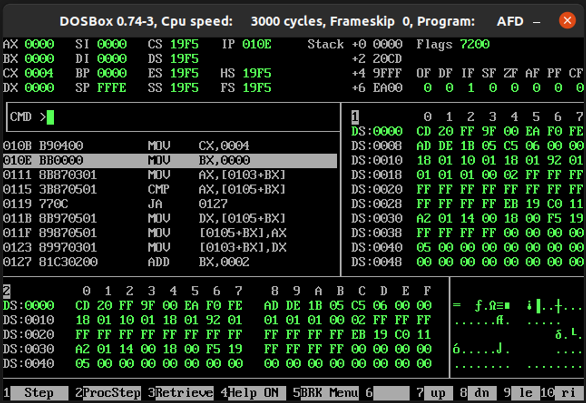 DOSBox 0.74-3, Cpu speed: 3000 cycles, Frameskip 0, Program: AFD
AX 0000 SI 0000 CS 19F5 IP 010E Stack +0 0000 Flags 7200
BX 0000 DI 0000 DS 19F5 +2 20CD
CX 0004 BP 0000 ES 19F5 HS 19F5 +4 9FFF OF DF IF SF ZF AF PF CF
DX 0000 SP FFFE SS 19F5 FS 19F5 +6 EA00 0 0 1 0 0 0 0 0
CMD >
010B B90400 MOV CX,0004
010E BB0000 MOV BX,0000
0111 8B870301 MOV AX,[0103+BX]
0115 3B870501 CMP AX,[0105+BX]
0119 770C JA 0127
011B 8B970501 MOV DX,[0105+BX]
011F 89870501 MOV [0105+BX],AX
0123 89970301 MOV [0103+BX],DX
0127 81C30200 ADD BX,0002
1 0 1 2 3 4 5 6 7
DS:0000 CD 20 FF 9F 00 EA F0 FE
DS:0008 AD DE 1B 05 C5 06 00 00
DS:0010 18 01 10 01 18 01 92 01
DS:0018 01 01 01 00 02 FF FF FF
DS:0020 FF FF FF FF FF FF FF FF
DS:0028 FF FF FF FF EB 19 C0 11
DS:0030 A2 01 14 00 18 00 F5 19
DS:0038 FF FF FF FF 00 00 00 00
DS:0040 05 00 00 00 00 00 00 00
DS:0048 00 00 00 00 00 00 00 00
2 0 1 2 3 4 5 6 7 8 9 A B C D E F
DS:0000 CD 20 FF 9F 00 EA F0 FE AD DE 1B 05 C5 06 00 00
DS:0010 18 01 10 01 18 01 92 01 01 01 01 00 02 FF FF FF
DS:0020 FF FF FF FF FF FF FF FF FF FF FF FF EB 19 C0 11
DS:0030 A2 01 14 00 18 00 F5 19 FF FF FF FF 00 00 00 00
DS:0040 05 00 00 00 00 00 00 00 00 00 00 00 00 00 00 00
1 Step 2 ProcStep 3 Retrieve 4 Help ON 5 BRK Menu 6 7 up 8 dn 9 le 10 ri